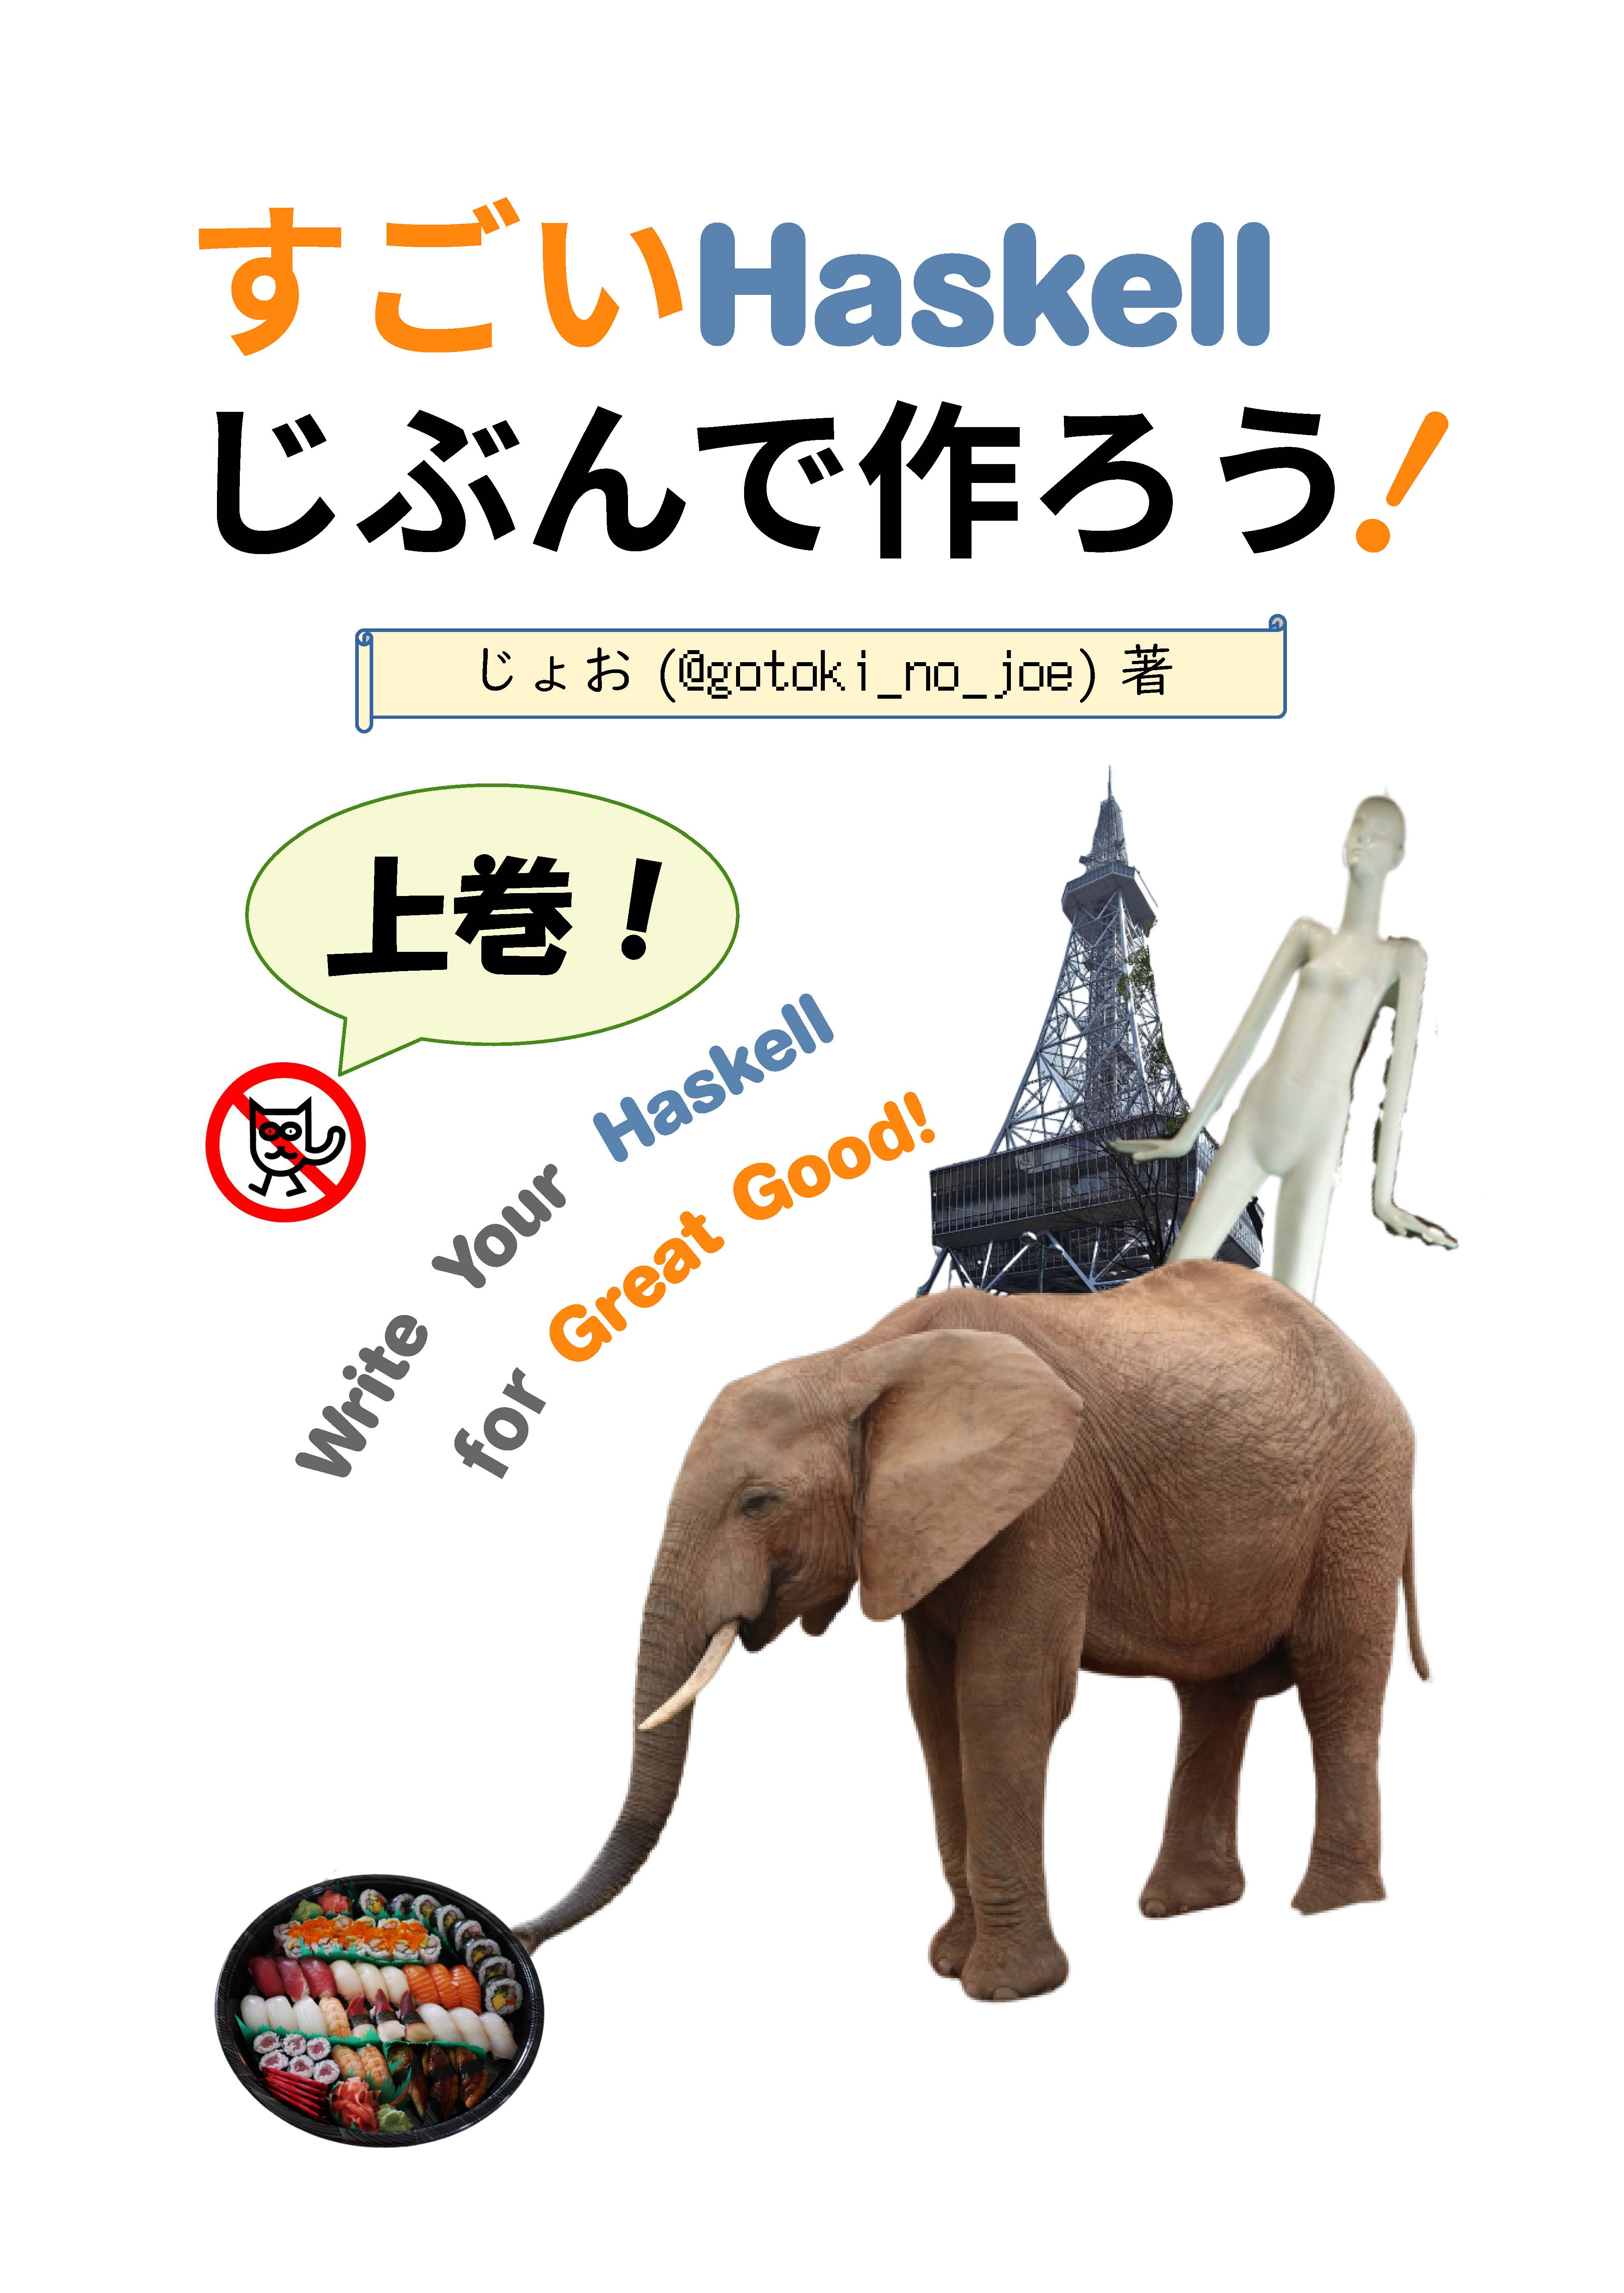 すごいHaskell
じぶんで作ろう!
じょお (@gotoki_no_joe) 著
上巻！
Write Your Haskell
for Great Good!